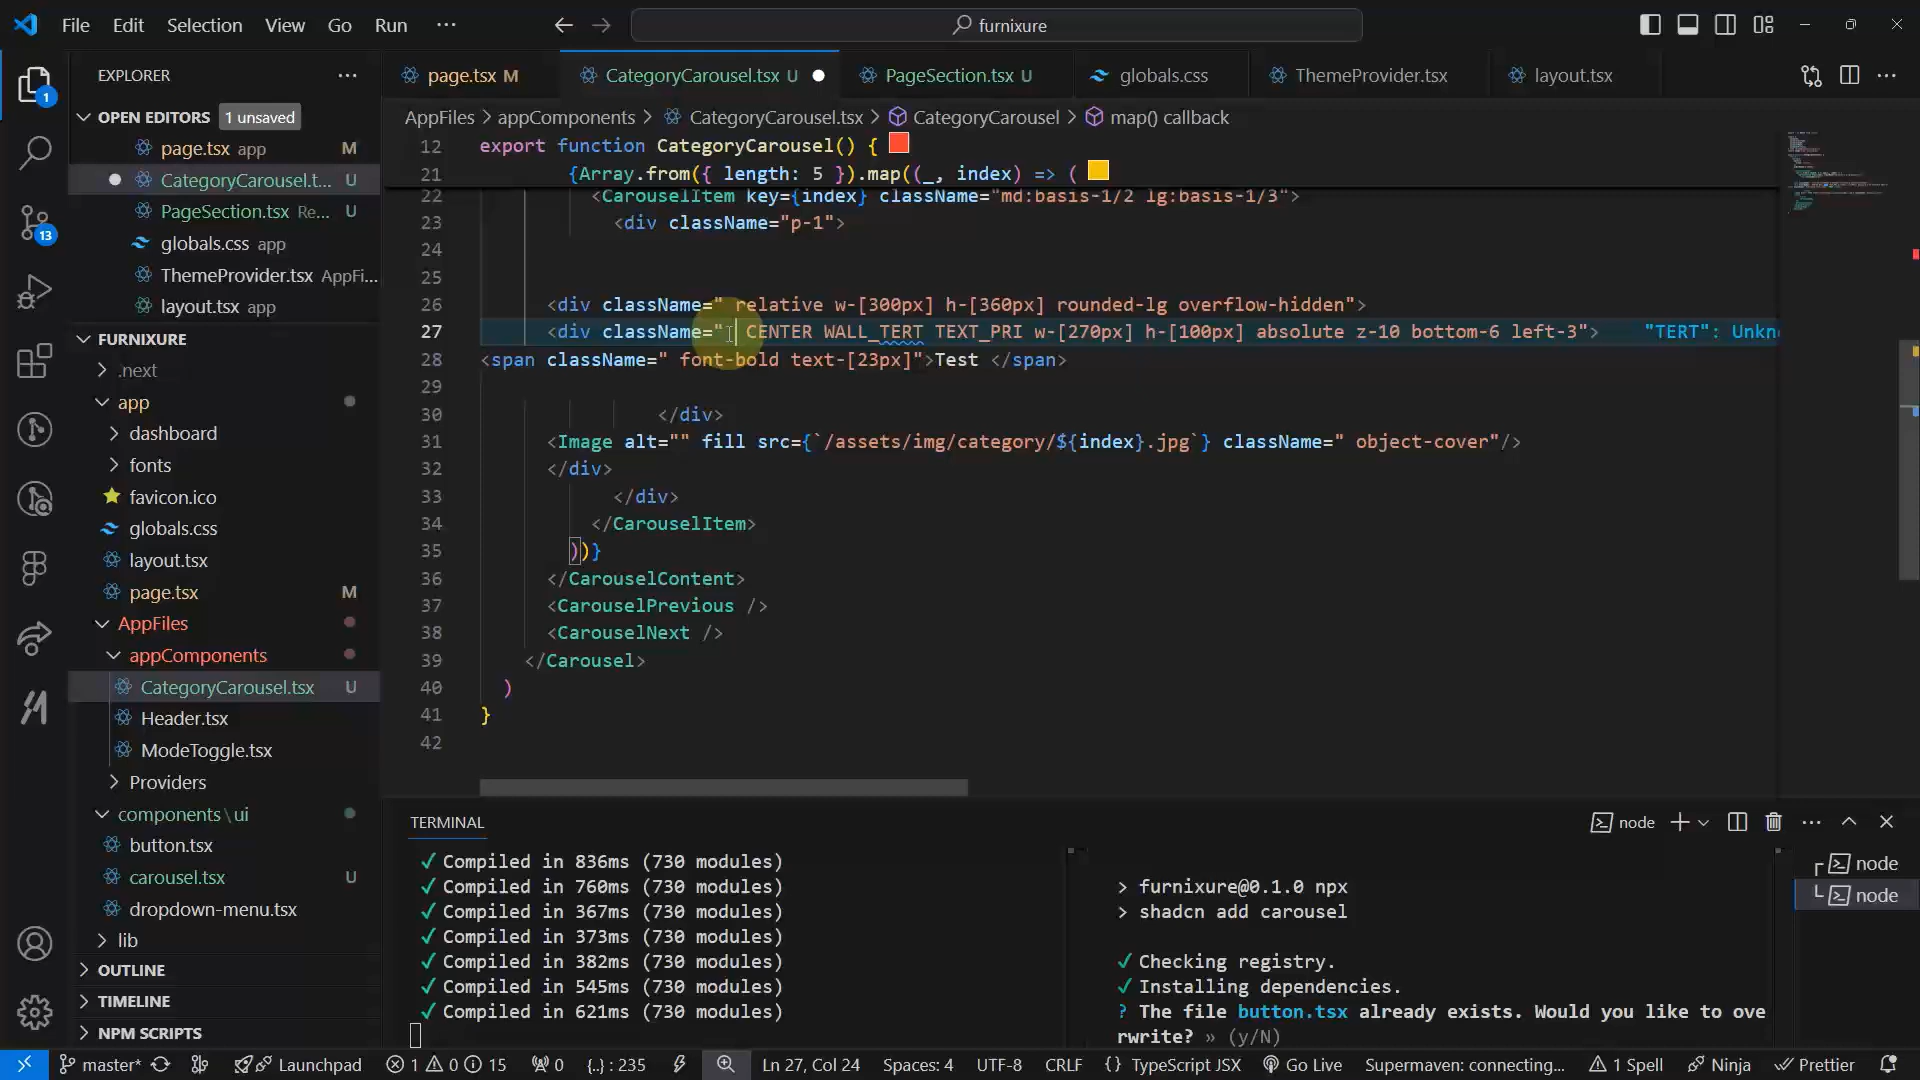 File Edit Selection View Go Run ··· furnixure
EXPLORER ···
OPEN EDITORS 1 unsaved
page.tsx app M
CategoryCarousel.t... U
PageSection.tsx Re... U
globals.css app
ThemeProvider.tsx AppFi...
layout.tsx app
FURNIXURE
.next
app
dashboard
fonts
favicon.ico
globals.css
layout.tsx
page.tsx M
AppFiles
appComponents
CategoryCarousel.tsx U
Header.tsx
ModeToggle.tsx
Providers
components\ui
button.tsx
carousel.tsx U
dropdown-menu.tsx
lib
OUTLINE
TIMELINE
NPM SCRIPTS
1
13
page.tsx M CategoryCarousel.tsx U PageSection.tsx U globals.css ThemeProvider.tsx layout.tsx ···
AppFiles > appComponents > CategoryCarousel.tsx > CategoryCarousel > map() callback
12 export function CategoryCarousel() {
21 {Array.from({ length: 5 }).map((_, index) => (
22 <CarouselItem key={index} className="md:basis-1/2 lg:basis-1/3">
23 <div className="p-1">
24
25
26 <div className=" relative w-[300px] h-[360px] rounded-lg overflow-hidden">
27 <div className=" CENTER WALL_TERT TEXT_PRI w-[270px] h-[100px] absolute z-10 bottom-6 left-3"> "TERT": Unkn
28 <span className=" font-bold text-[23px]">Test </span>
29
30 </div>
31 <Image alt="" fill src={`/assets/img/category/${index}.jpg`} className=" object-cover"/>
32 </div>
33 </div>
34 </CarouselItem>
35 ))}
36 </CarouselContent>
37 <CarouselPrevious />
38 <CarouselNext />
39 </Carousel>
40 )
41 }
42
TERMINAL node ···
✓ Compiled in 836ms (730 modules)
✓ Compiled in 760ms (730 modules)
✓ Compiled in 367ms (730 modules)
✓ Compiled in 373ms (730 modules)
✓ Compiled in 382ms (730 modules)
✓ Compiled in 545ms (730 modules)
✓ Compiled in 621ms (730 modules)
> furnixure@0.1.0 npx
> shadcn add carousel
✓ Checking registry.
✓ Installing dependencies.
? The file button.tsx already exists. Would you like to ove
rwrite? » (y/N)
node
node
master* Launchpad 1 0 15 0 {..} : 235 Ln 27, Col 24 Spaces: 4 UTF-8 CRLF {} TypeScript JSX Go Live Supermaven: connecting... 1 Spell Ninja Prettier